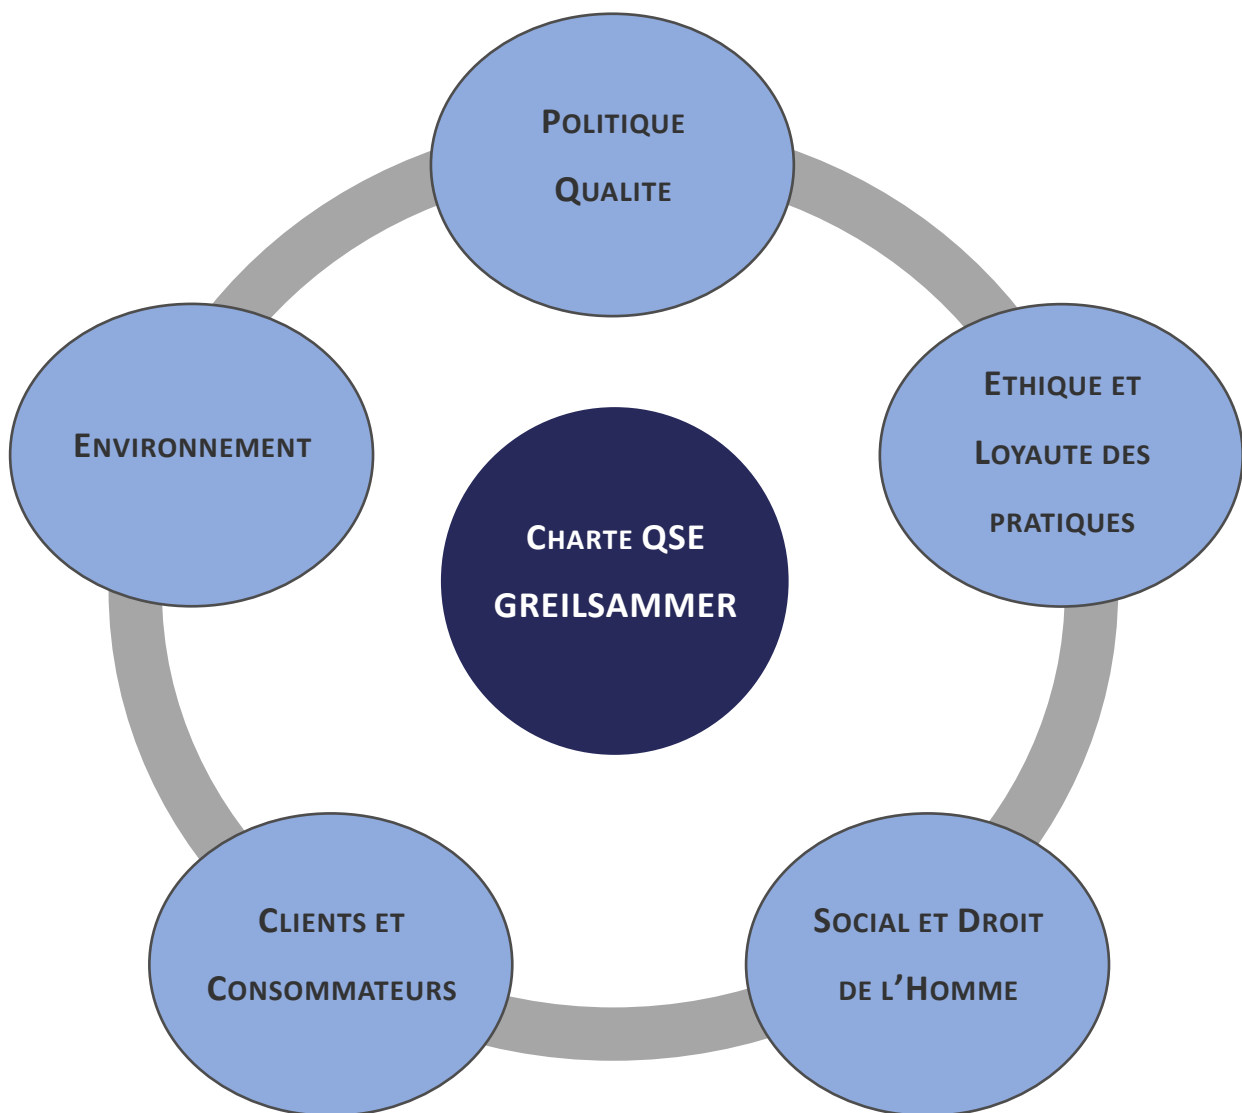 Politique
Qualite
Ethique et
Loyaute des
pratiques
Environnement
Charte QSE
GREILSAMMER
Clients et
Consommateurs
Social et Droit
de l’Homme